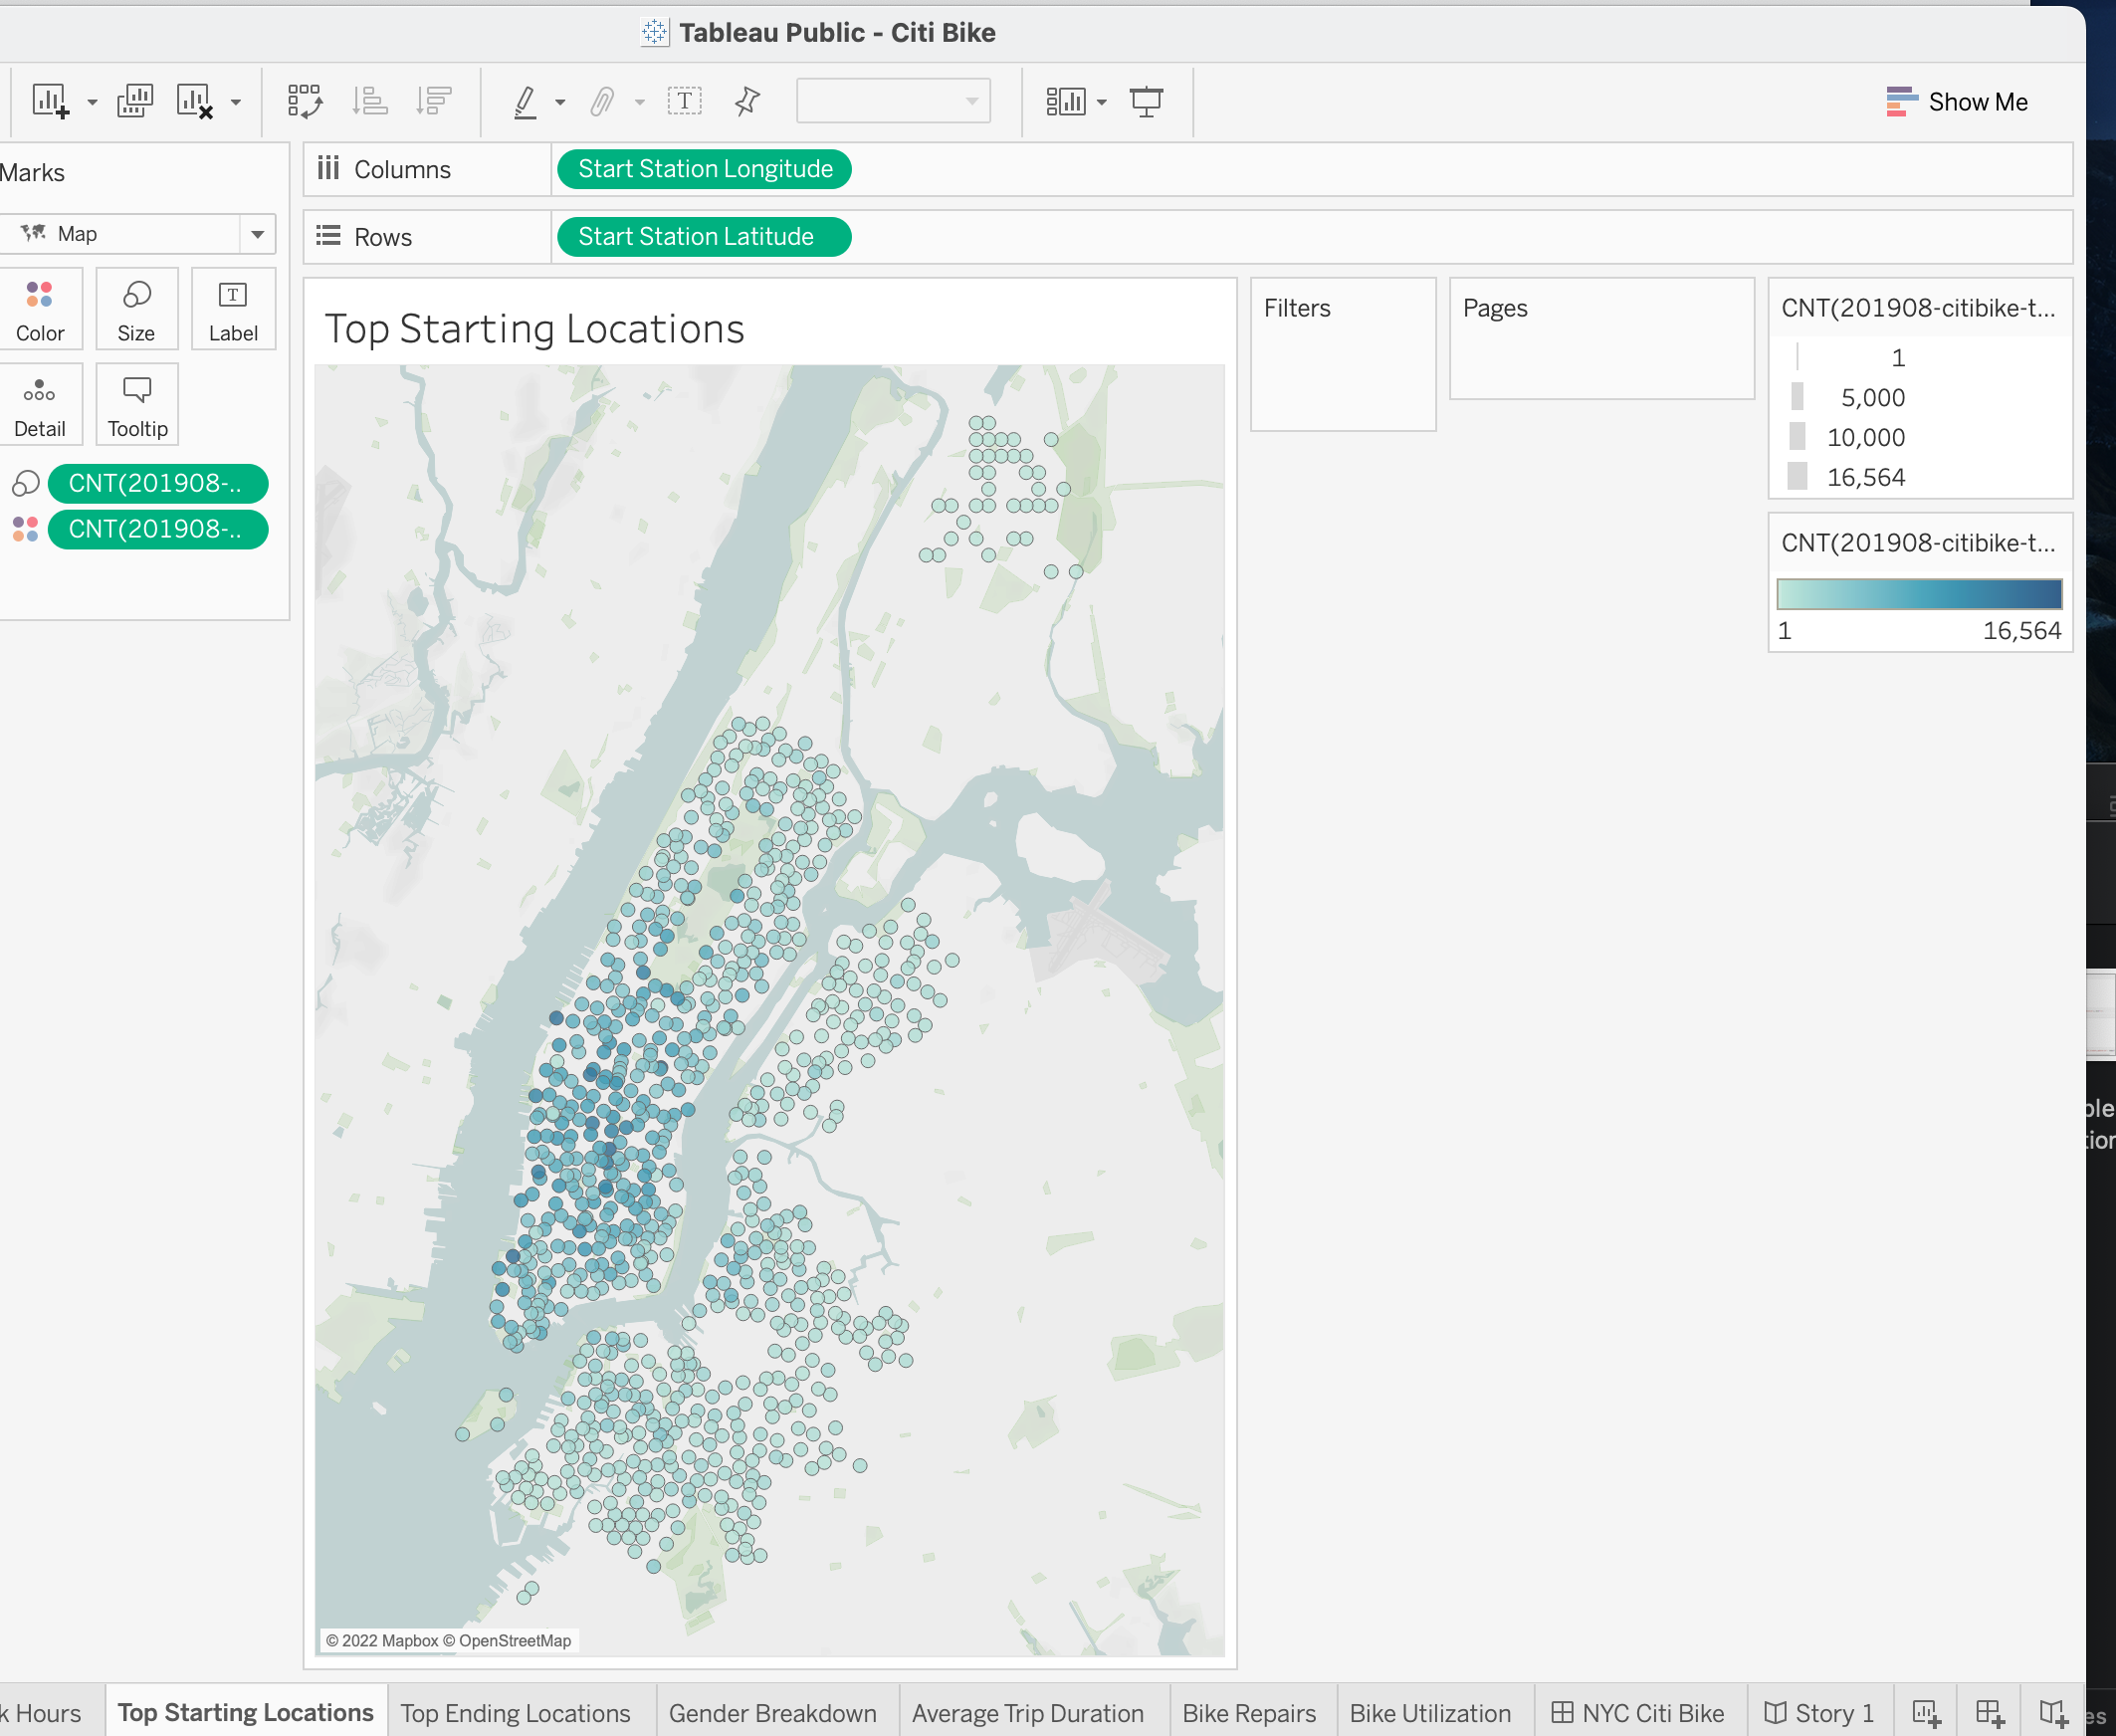 Tableau Public - Citi Bike
T
Show Me
Marks
Columns
Start Station Longitude
Rows
Start Station Latitude
Map
Color
Size
T
Label
Detail
Tooltip
CNT(201908-..
CNT(201908-..
Top Starting Locations
© 2022 Mapbox © OpenStreetMap
Filters
Pages
CNT(201908-citibike-t...
1
5,000
10,000
16,564
CNT(201908-citibike-t...
1
16,564
k Hours
Top Starting Locations
Top Ending Locations
Gender Breakdown
Average Trip Duration
Bike Repairs
Bike Utilization
NYC Citi Bike
Story 1